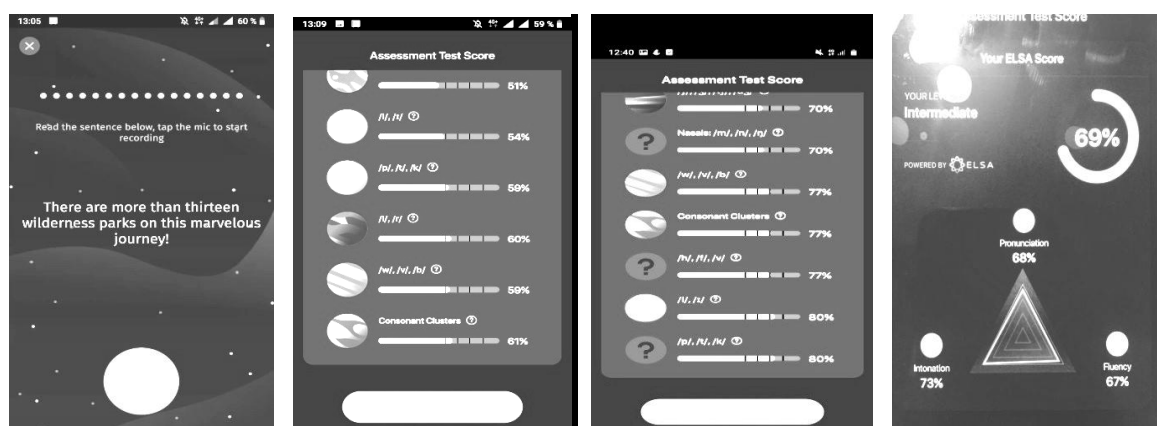 13:05
60%
Read the sentence below, tap the mic to start
recording
There are more than thirteen
wilderness parks on this marvelous
journey!
13:09
59%
Assessment Test Score
51%
54%
/p/, /t/, /k/
59%
60%
/w/, /v/, /b/
59%
Consonant Clusters
61%
12:40
Assessment Test Score
70%
Nasals: /m/, /n/, /ŋ/
70%
/w/, /v/, /b/
77%
Consonant Clusters
77%
77%
80%
/p/, /t/, /k/
80%
Assessment Test Score
Your ELSA Score
Intermediate
69%
POWERED BY ELSA
Pronunciation
68%
Intonation
73%
Fluency
67%